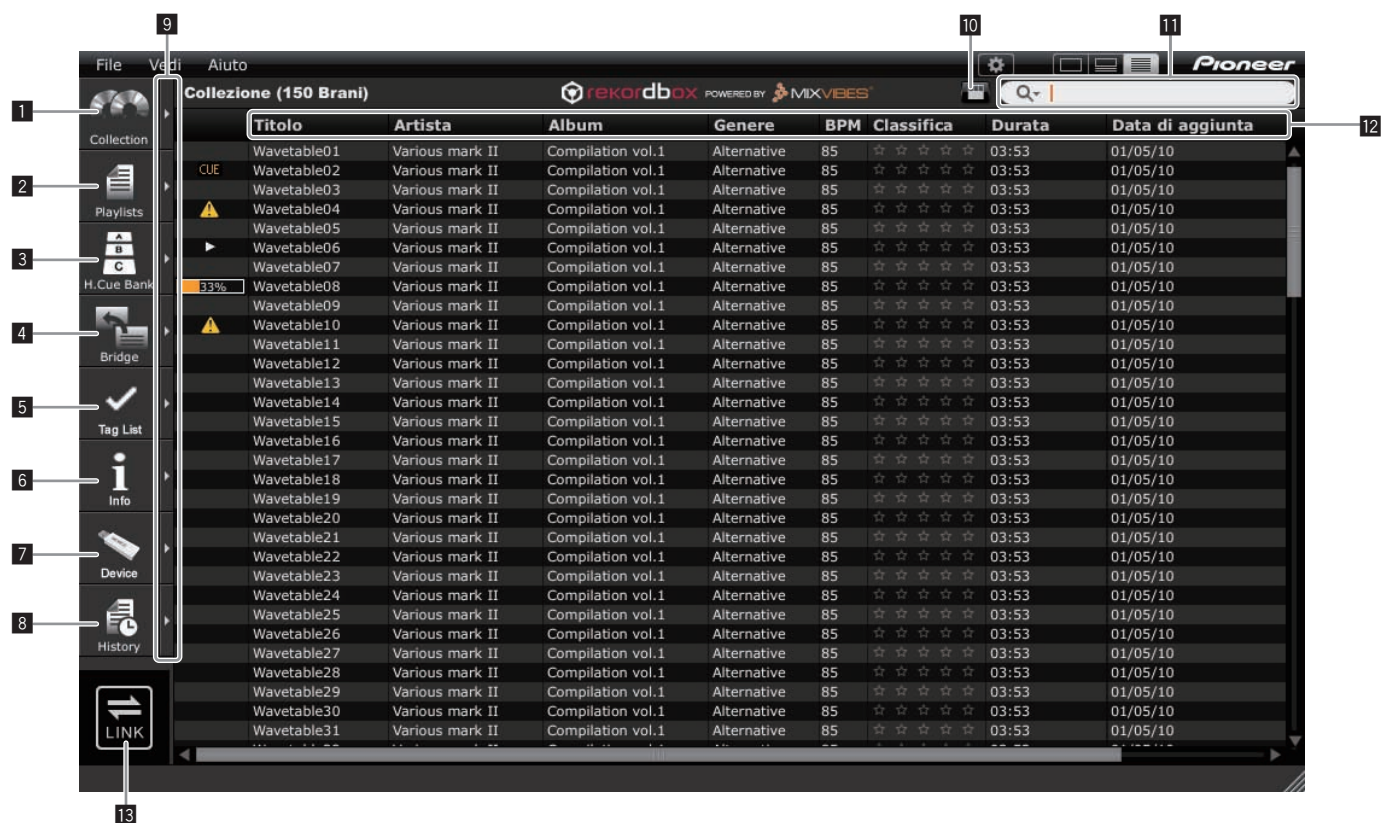 9 10 11
File Vedi Aiuto Pioneer
Collezione (150 Brani) rekordbox POWERED BY MIXVIBES
Titolo Artista Album Genere BPM Classifica Durata Data di aggiunta 12
1 Collection
2 Playlists
3 A B C H.Cue Bank
4 Bridge
5 Tag List
6 Info
7 Device
8 History
LINK
13
Wavetable01 Various mark II Compilation vol.1 Alternative 85 03:53 01/05/10
CUE Wavetable02 Various mark II Compilation vol.1 Alternative 85 03:53 01/05/10
Wavetable03 Various mark II Compilation vol.1 Alternative 85 03:53 01/05/10
Wavetable04 Various mark II Compilation vol.1 Alternative 85 03:53 01/05/10
Wavetable05 Various mark II Compilation vol.1 Alternative 85 03:53 01/05/10
Wavetable06 Various mark II Compilation vol.1 Alternative 85 03:53 01/05/10
Wavetable07 Various mark II Compilation vol.1 Alternative 85 03:53 01/05/10
33% Wavetable08 Various mark II Compilation vol.1 Alternative 85 03:53 01/05/10
Wavetable09 Various mark II Compilation vol.1 Alternative 85 03:53 01/05/10
Wavetable10 Various mark II Compilation vol.1 Alternative 85 03:53 01/05/10
Wavetable11 Various mark II Compilation vol.1 Alternative 85 03:53 01/05/10
Wavetable12 Various mark II Compilation vol.1 Alternative 85 03:53 01/05/10
Wavetable13 Various mark II Compilation vol.1 Alternative 85 03:53 01/05/10
Wavetable14 Various mark II Compilation vol.1 Alternative 85 03:53 01/05/10
Wavetable15 Various mark II Compilation vol.1 Alternative 85 03:53 01/05/10
Wavetable16 Various mark II Compilation vol.1 Alternative 85 03:53 01/05/10
Wavetable17 Various mark II Compilation vol.1 Alternative 85 03:53 01/05/10
Wavetable18 Various mark II Compilation vol.1 Alternative 85 03:53 01/05/10
Wavetable19 Various mark II Compilation vol.1 Alternative 85 03:53 01/05/10
Wavetable20 Various mark II Compilation vol.1 Alternative 85 03:53 01/05/10
Wavetable21 Various mark II Compilation vol.1 Alternative 85 03:53 01/05/10
Wavetable22 Various mark II Compilation vol.1 Alternative 85 03:53 01/05/10
Wavetable23 Various mark II Compilation vol.1 Alternative 85 03:53 01/05/10
Wavetable24 Various mark II Compilation vol.1 Alternative 85 03:53 01/05/10
Wavetable25 Various mark II Compilation vol.1 Alternative 85 03:53 01/05/10
Wavetable26 Various mark II Compilation vol.1 Alternative 85 03:53 01/05/10
Wavetable27 Various mark II Compilation vol.1 Alternative 85 03:53 01/05/10
Wavetable28 Various mark II Compilation vol.1 Alternative 85 03:53 01/05/10
Wavetable29 Various mark II Compilation vol.1 Alternative 85 03:53 01/05/10
Wavetable30 Various mark II Compilation vol.1 Alternative 85 03:53 01/05/10
Wavetable31 Various mark II Compilation vol.1 Alternative 85 03:53 01/05/10